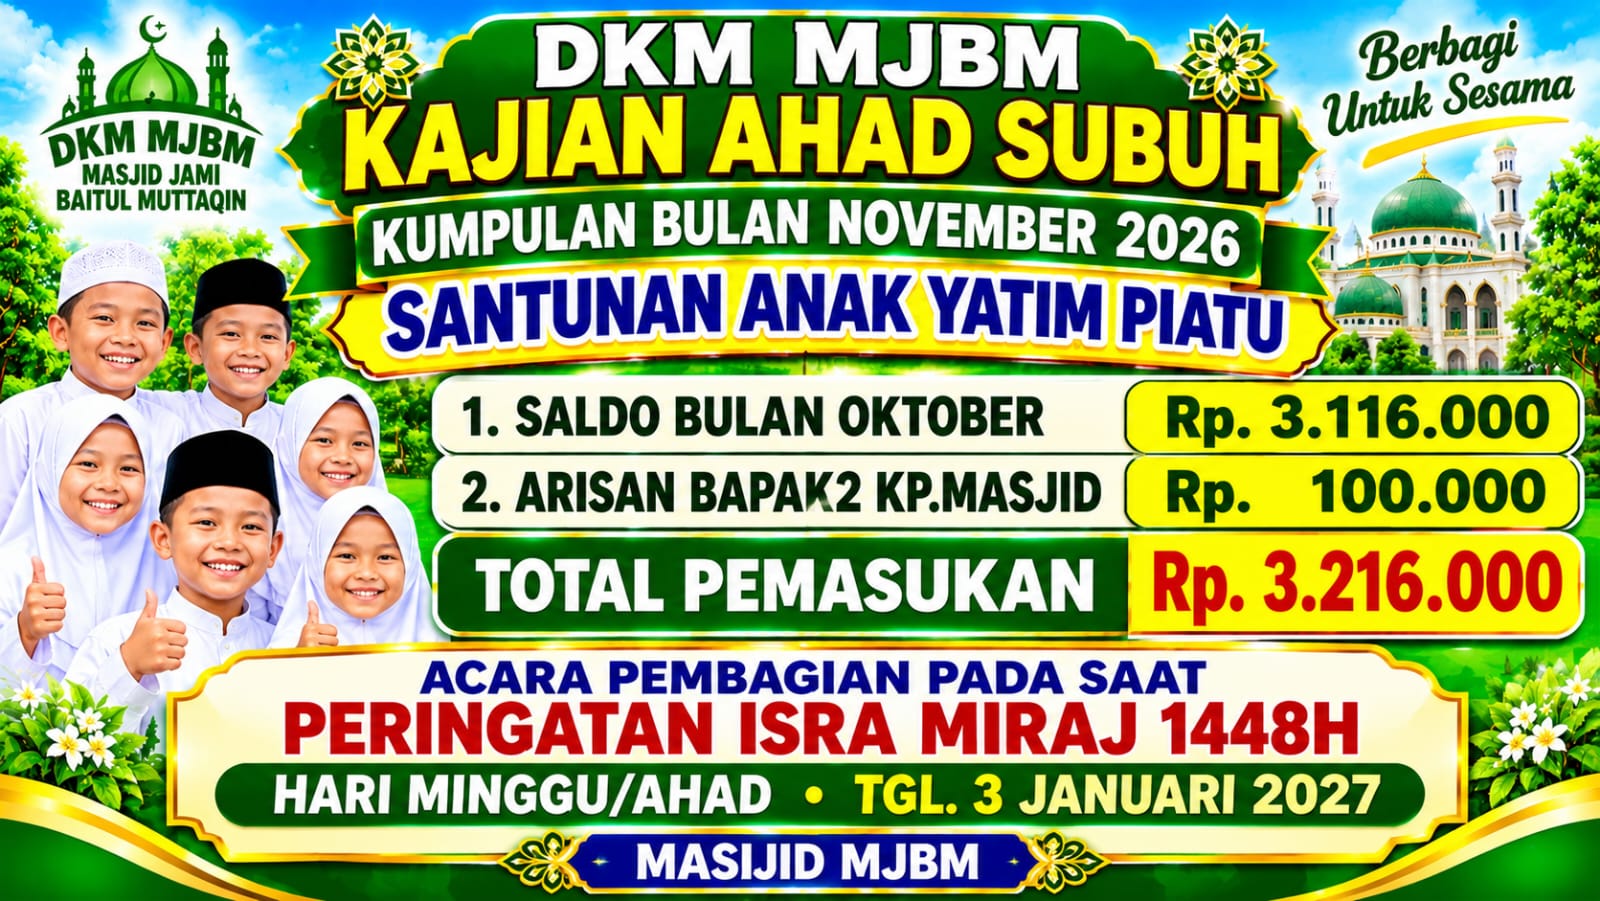 DKM MJBM
KAJIAN AHAD SUBUH
KUMPULAN BULAN NOVEMBER 2026
SANTUNAN ANAK YATIM PIATU
DKM MJBM
MASJID JAMI
BAITUL MUTTAQIN
Berbagi
Untuk Sesama
1. SALDO BULAN OKTOBER Rp. 3.116.000
2. ARISAN BAPAK2 KP.MASJID Rp. 100.000
TOTAL PEMASUKAN Rp. 3.216.000
ACARA PEMBAGIAN PADA SAAT
PERINGATAN ISRA MIRAJ 1448H
HARI MINGGU/AHAD • TGL. 3 JANUARI 2027
MASIJID MJBM